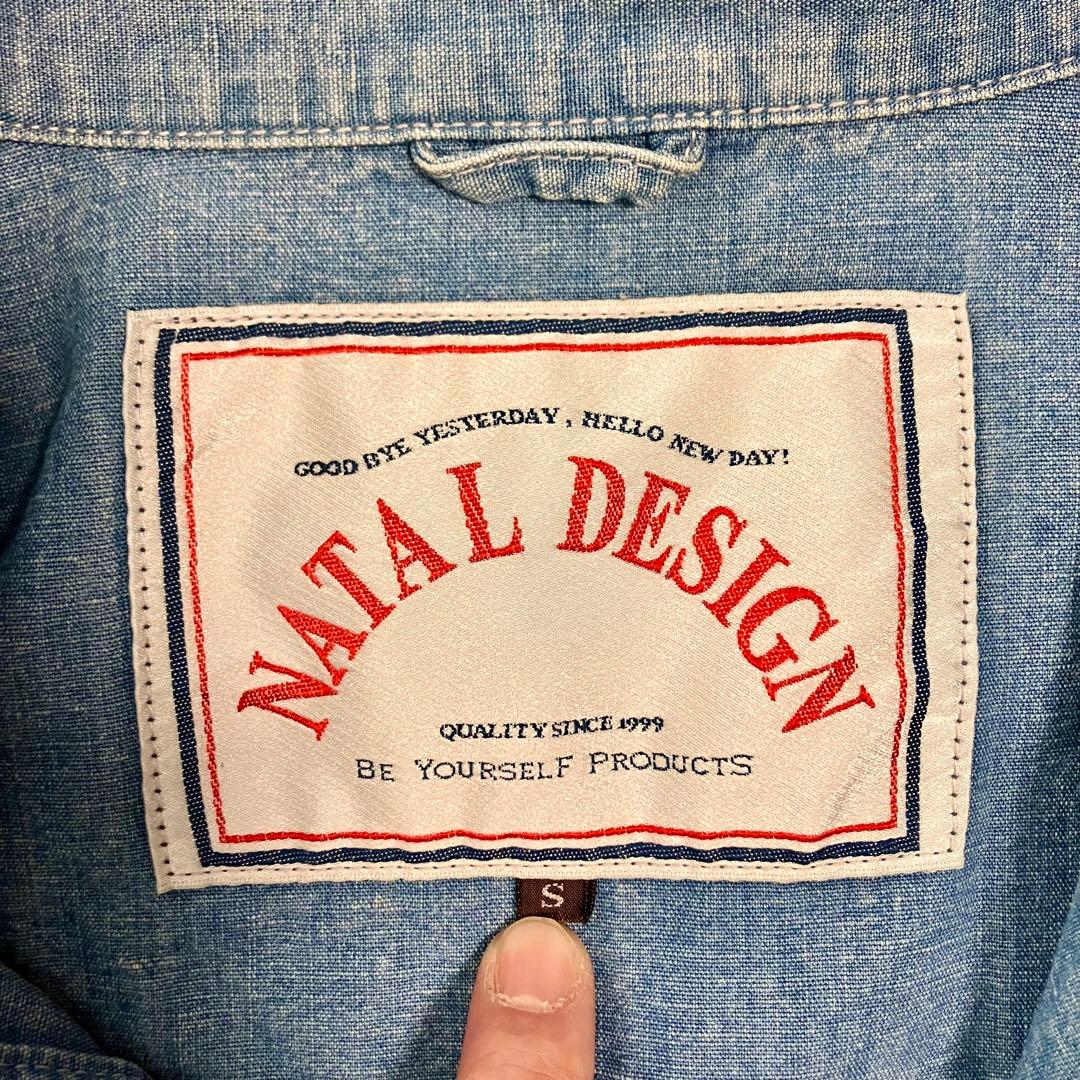 GOOD BYE YESTERDAY, HELLO NEW DAY!
NATAL DESIGN
QUALITY SINCE 1999
BE YOURSELF PRODUCTS
S